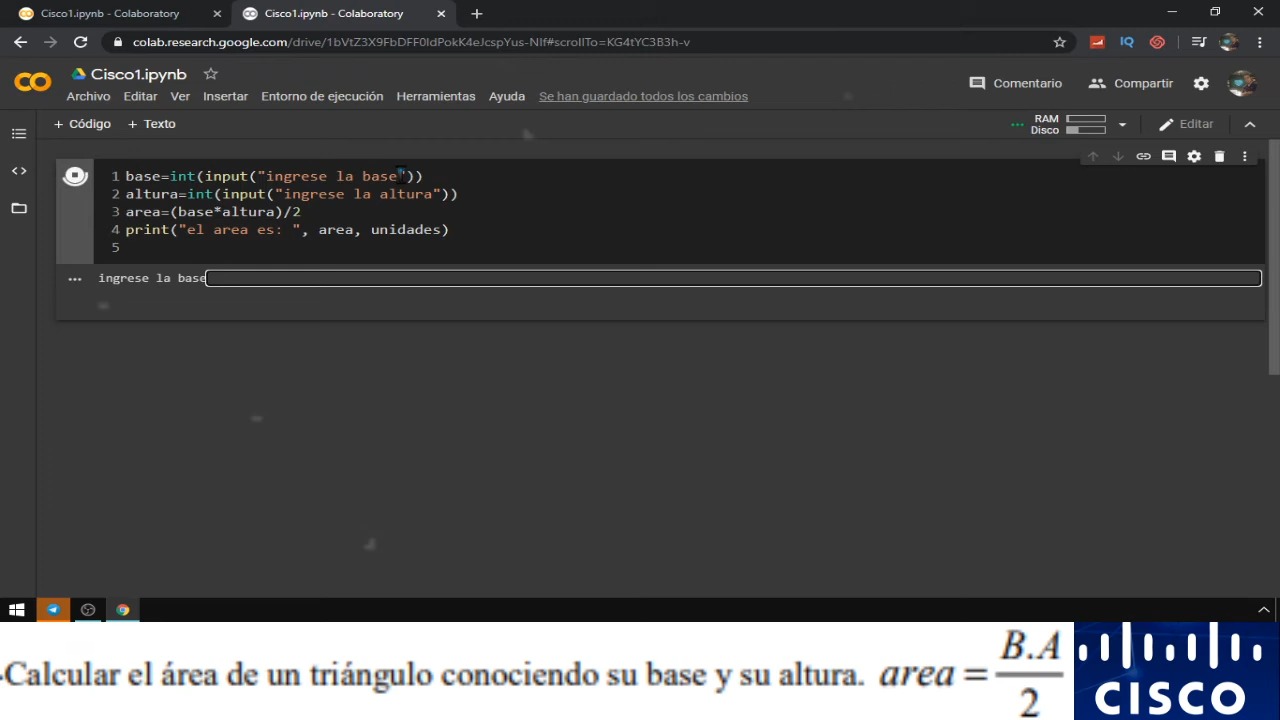 Cisco1.ipynb - Colaboratory
Cisco1.ipynb - Colaboratory
colab.research.google.com/drive/1bVtZ3X9FbDFF0IdPokK4eJcspYus-NIf#scrollTo=KG4tYC3B3h-v
Cisco1.ipynb
Archivo Editar Ver Insertar Entorno de ejecución Herramientas Ayuda Se han guardado todos los cambios
Comentario Compartir
+ Código + Texto
RAM
Disco
Editar
1 base=int(input("ingrese la base"))
2 altura=int(input("ingrese la altura"))
3 area=(base*altura)/2
4 print("el area es: ", area, unidades)
5
ingrese la base
Calcular el área de un triángulo conociendo su base y su altura. area = B.A / 2
CISCO